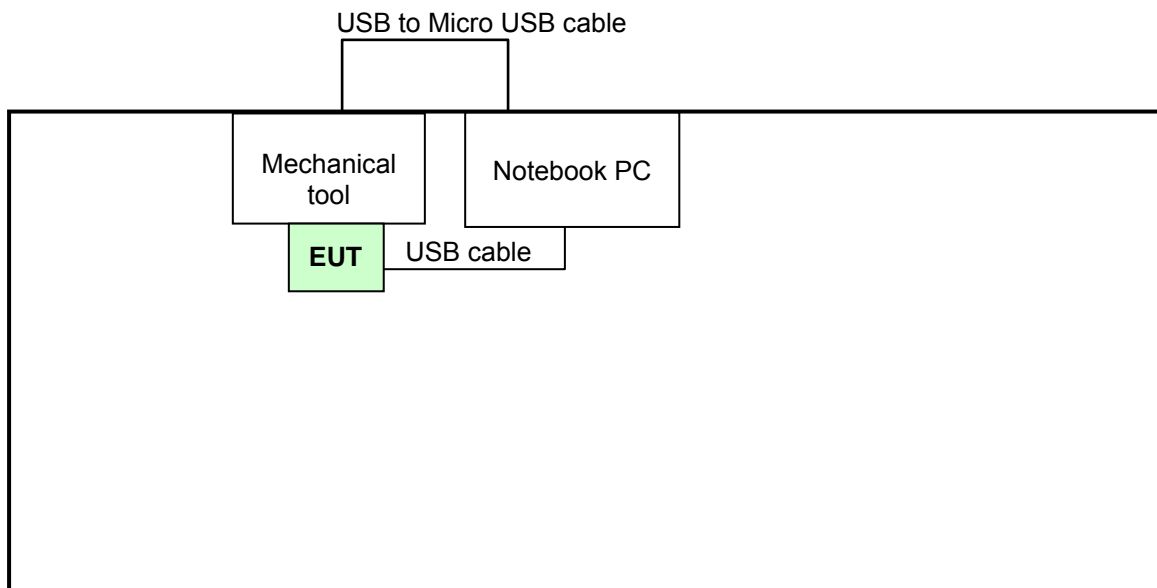 USB to Micro USB cable
Mechanical
tool
Notebook PC
EUT
USB cable